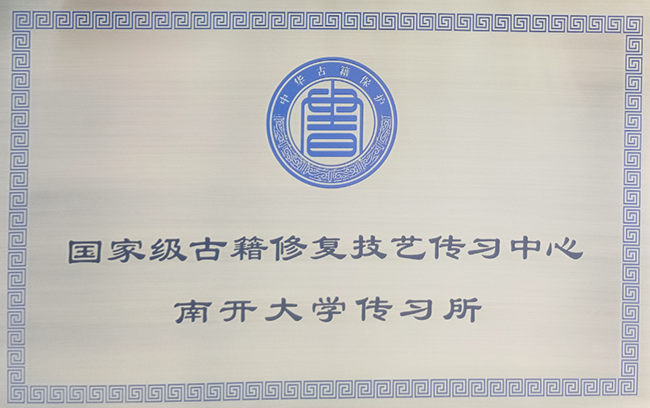 中华古籍保护
書
国家级古籍修复技艺传习中心
南开大学传习所